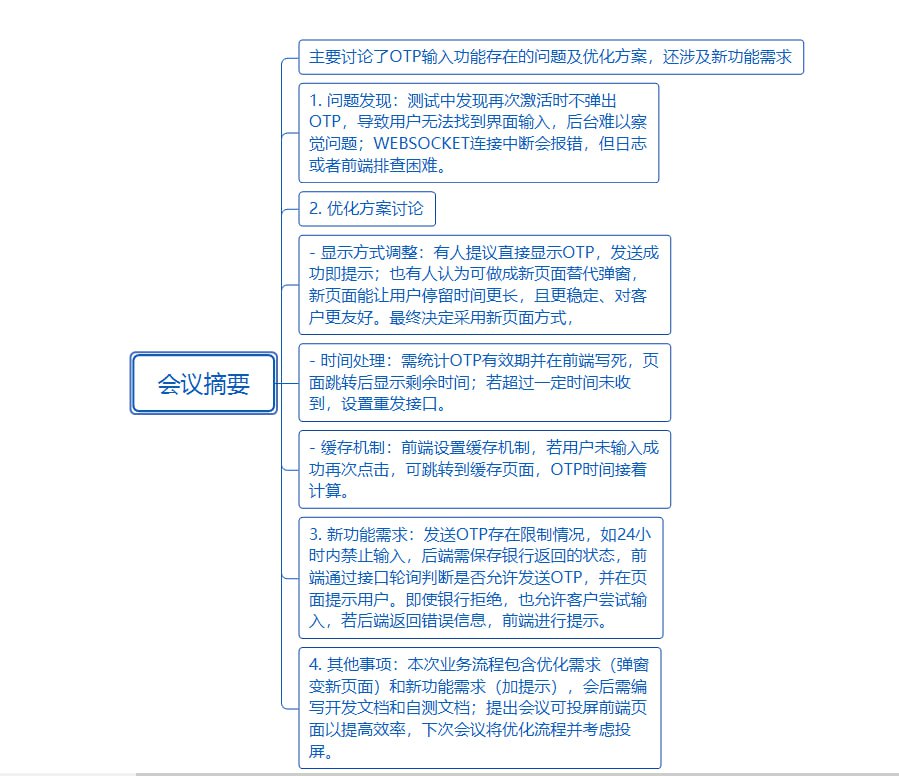 会议摘要
主要讨论了OTP输入功能存在的问题及优化方案，还涉及新功能需求
1. 问题发现：测试中发现再次激活时不弹出
OTP，导致用户无法找到界面输入，后台难以察
觉问题；WEBSOCKET连接中断会报错，但日志
或者前端排查困难。
2. 优化方案讨论
- 显示方式调整：有人提议直接显示OTP，发送成
功即提示；也有人认为可做成新页面替代弹窗，
新页面能让用户停留时间更长，且更稳定、对客
户更友好。最终决定采用新页面方式，
- 时间处理：需统计OTP有效期并在前端写死，页
面跳转后显示剩余时间；若超过一定时间未收
到，设置重发接口。
- 缓存机制：前端设置缓存机制，若用户未输入成
功再次点击，可跳转到缓存页面，OTP时间接着
计算。
3. 新功能需求：发送OTP存在限制情况，如24小
时内禁止输入，后端需保存银行返回的状态，前
端通过接口轮询判断是否允许发送OTP，并在页
面提示用户。即使银行拒绝，也允许客户尝试输
入，若后端返回错误信息，前端进行提示。
4. 其他事项：本次业务流程包含优化需求（弹窗
变新页面）和新功能需求（加提示），会后需编
写开发文档和自测文档；提出会议可投屏前端页
面以提高效率，下次会议将优化流程并考虑投
屏。